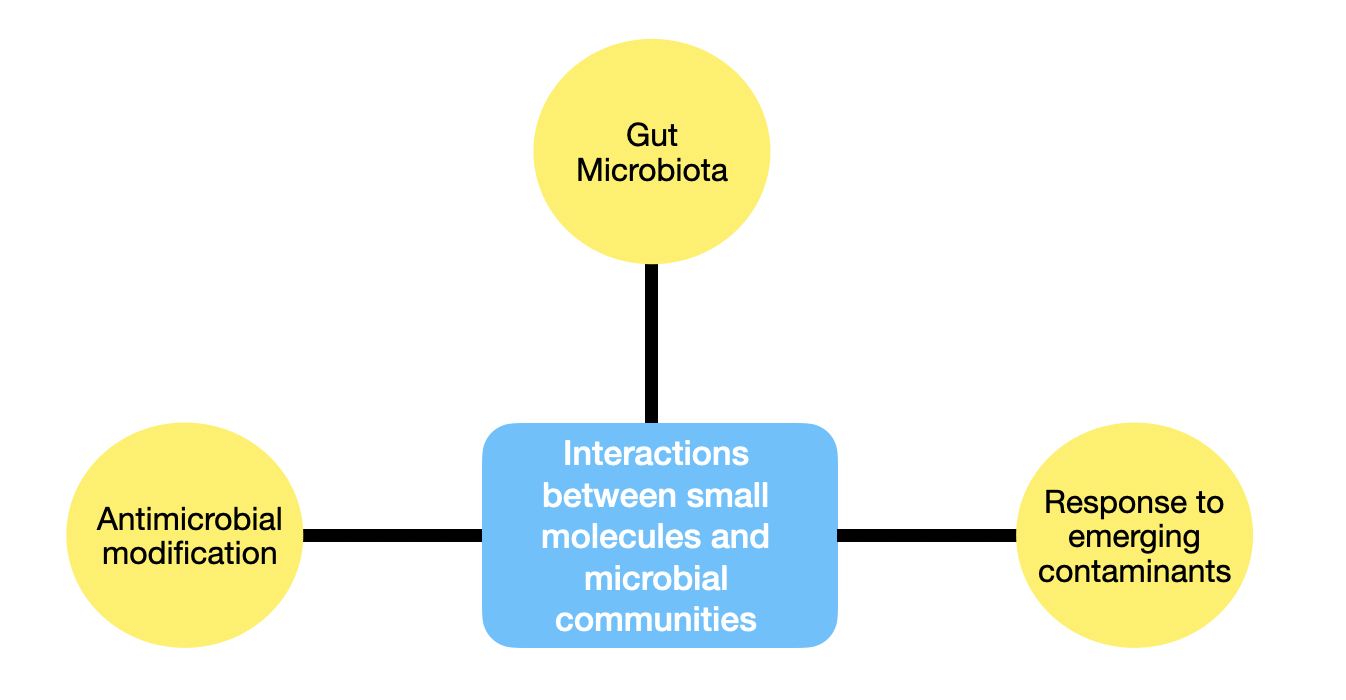 Gut
Microbiota
Antimicrobial
modification
Interactions
between small
molecules and
microbial
communities
Response to
emerging
contaminants